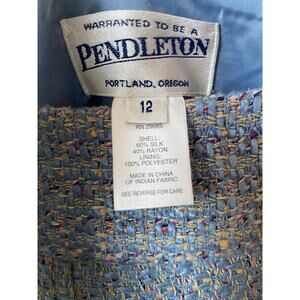 WARRANTED TO BE A
PENDLETON
PORTLAND, OREGON
12
RN 29685
SHELL:
60% SILK
40% RAYON
LINING:
100% POLYESTER
MADE IN CHINA
OF INDIAN FABRIC
SEE REVERSE FOR CARE